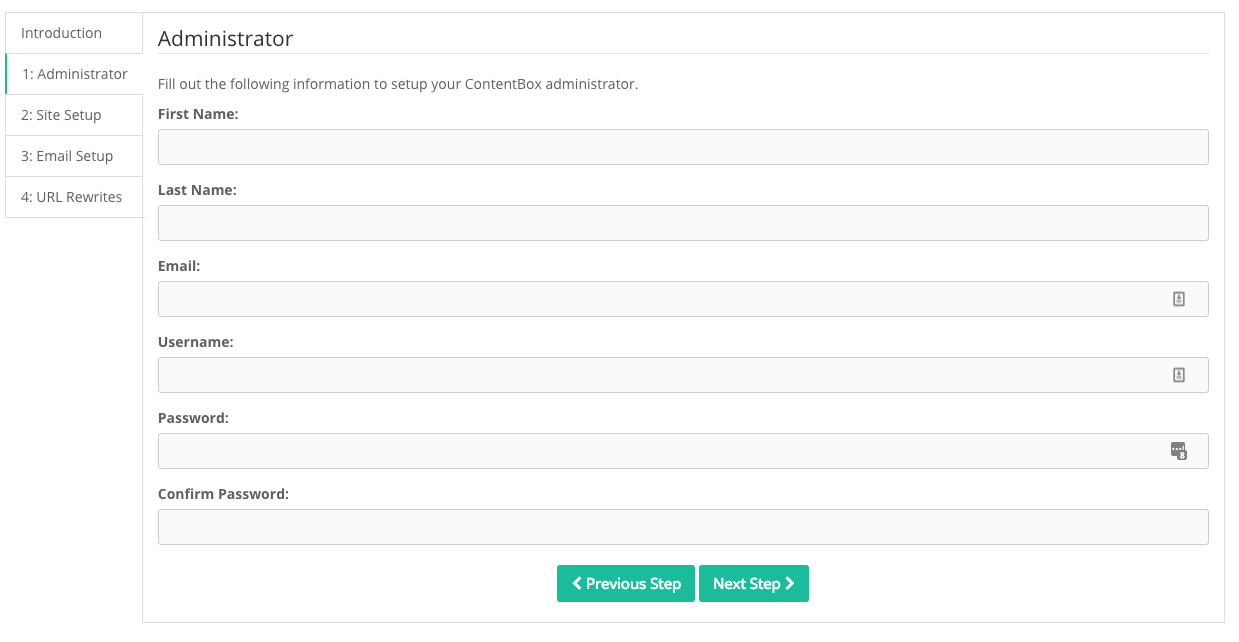 Introduction
1: Administrator
2: Site Setup
3: Email Setup
4: URL Rewrites
Administrator
Fill out the following information to setup your ContentBox administrator.
First Name:
Last Name:
Email:
Username:
Password:
8
Confirm Password:
Previous Step
Next Step